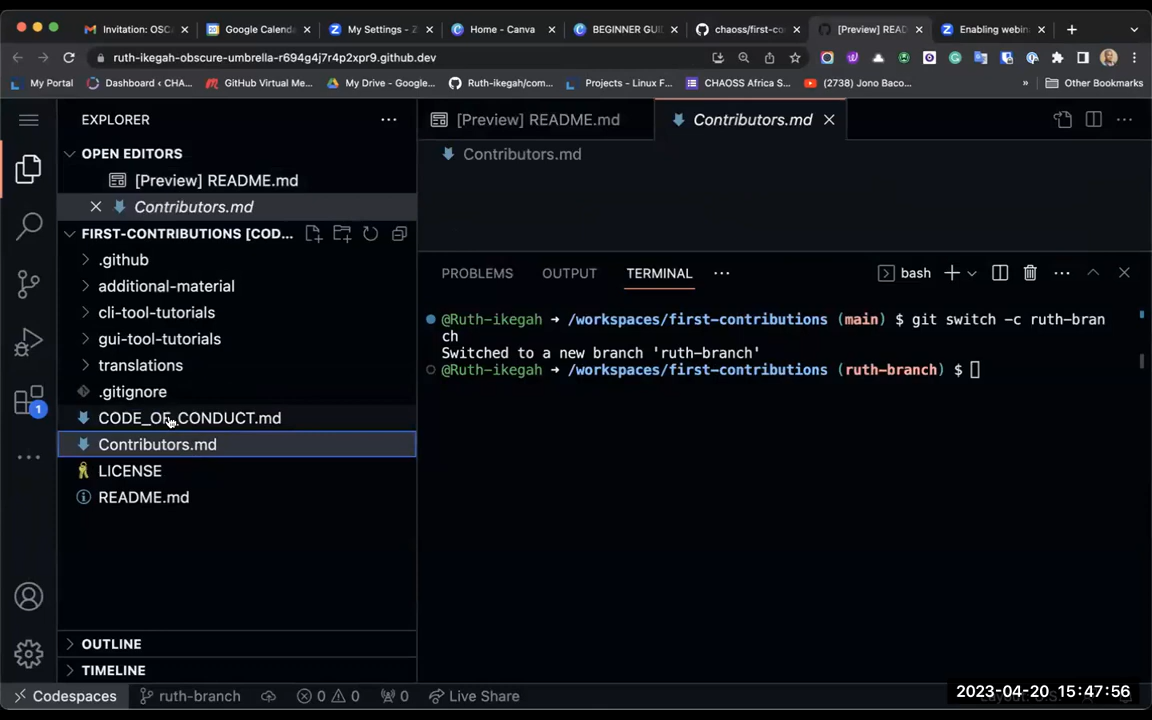 Invitation: OSC
Google Calenda
My Settings - Z
Home - Canva
BEGINNER GUI
chaoss/first-co
[Preview] READ
Enabling webin
ruth-ikegah-obscure-umbrella-r694g4j7r4p2xpr9.github.dev
My Portal
Dashboard ‹ CHA...
GitHub Virtual Me...
My Drive - Google...
Ruth-ikegah/com...
Projects - Linux F...
CHAOSS Africa S...
(2738) Jono Baco...
»
Other Bookmarks
EXPLORER
OPEN EDITORS
[Preview] README.md
Contributors.md
FIRST-CONTRIBUTIONS [COD...
.github
additional-material
cli-tool-tutorials
gui-tool-tutorials
translations
.gitignore
CODE_OF_CONDUCT.md
Contributors.md
LICENSE
README.md
OUTLINE
TIMELINE
1
[Preview] README.md
Contributors.md
Contributors.md
PROBLEMS
OUTPUT
TERMINAL
bash
@Ruth-ikegah → /workspaces/first-contributions (main) $ git switch -c ruth-bran
ch
Switched to a new branch 'ruth-branch'
@Ruth-ikegah → /workspaces/first-contributions (ruth-branch) $
Codespaces
ruth-branch
0
0
0
Live Share
2023-04-20 15:47:56